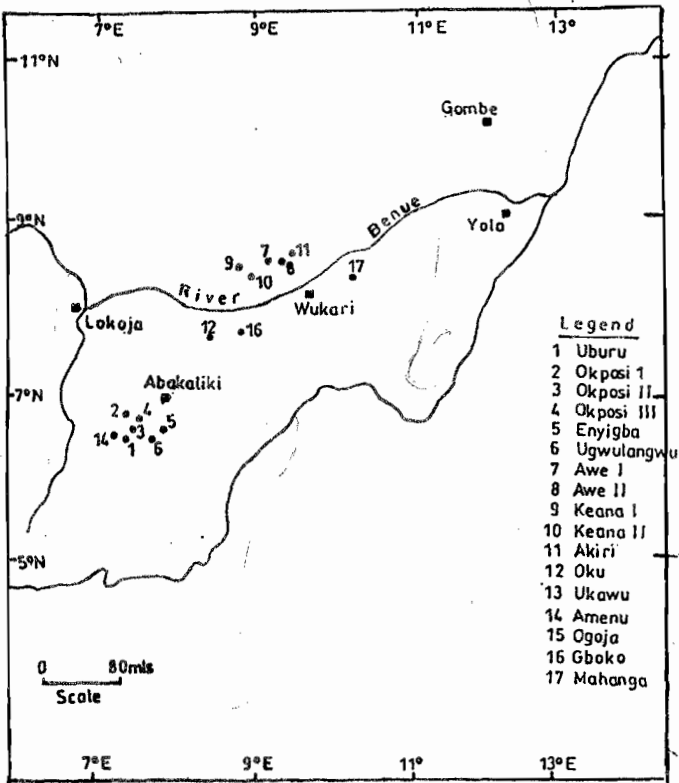 7°E 9°E 11°E 13°
11°N
Gombe
9°N
Benue
Yola
7 11
9 8
10 17
River
Wukari
Lokoja
12 16
Legend
1 Uburu
2 Okposi 1
3 Okposi II
4 Okposi III
5 Enyigba
6 Ugwulangwu
7 Awe I
8 Awe II
9 Keana I
10 Keana II
11 Akiri
12 Oku
13 Ukawu
14 Amenu
15 Ogoja
16 Gboko
17 Mahanga
Abakaliki
7°N
2 4
5
14 3
1 6
5°N
0 80mls
Scale
7°E 9°E 11°E 13°E